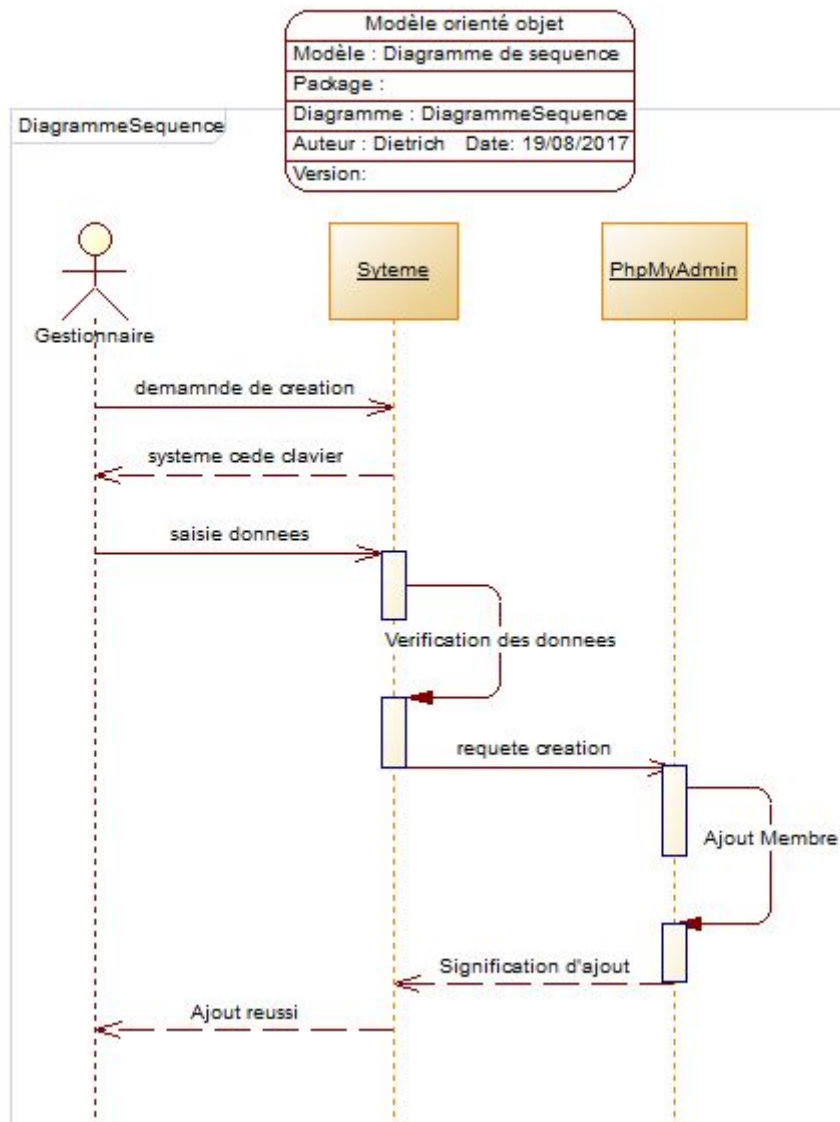 Modèle orienté objet
Modèle : Diagramme de sequence
Package :
Diagramme : DiagrammeSequence
Auteur : Dietrich Date: 19/08/2017
Version:
DiagrammeSequence
Syteme
PhpMyAdmin
Gestionnaire
demamnde de creation
systeme cede clavier
saisie donnees
Verification des donnees
requete creation
Ajout Membre
Signification d'ajout
Ajout reussi